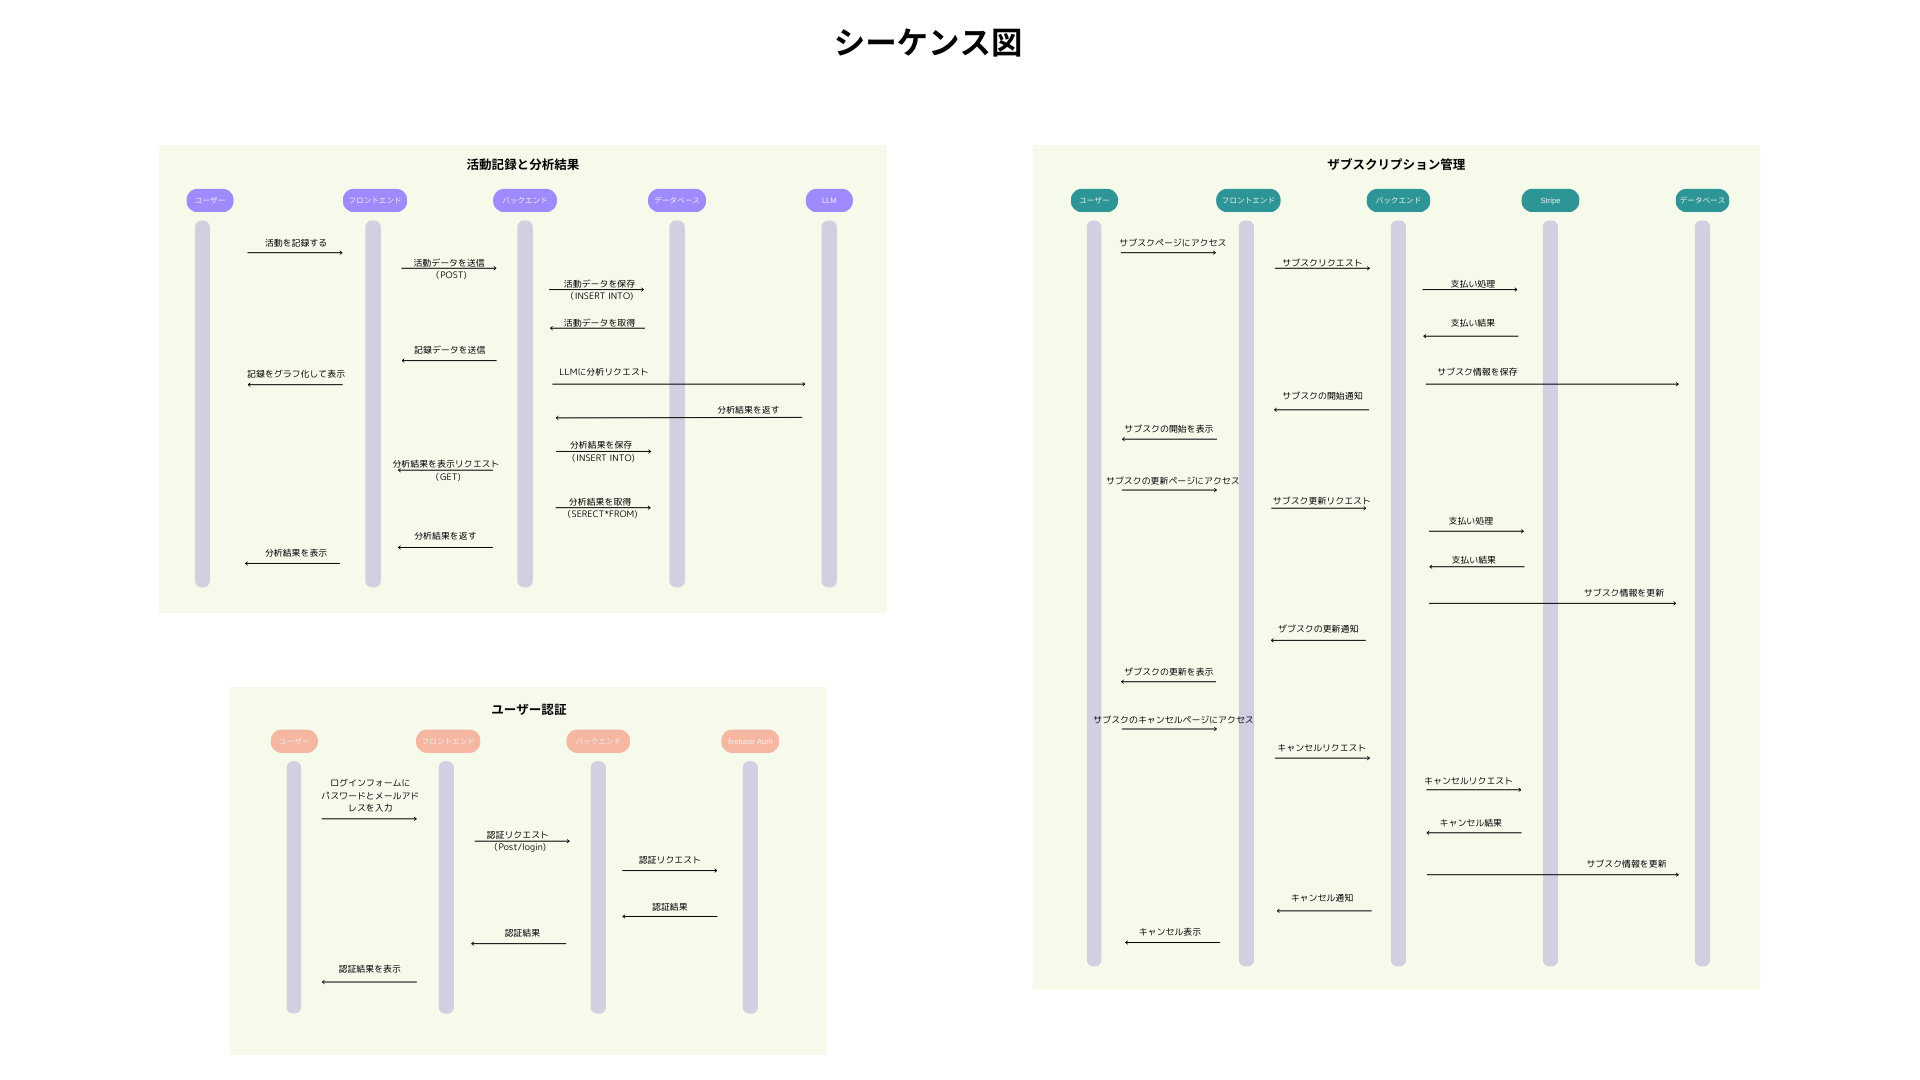 シーケンス図
活動記録と分析結果
ユーザー
フロントエンド
バックエンド
データベース
LLM
活動を記録する
活動データを送信
（POST)
活動データを保存
（INSERT INTO)
活動データを取得
記録データを送信
LLMに分析リクエスト
記録をグラフ化して表示
分析結果を返す
分析結果を保存
（INSERT INTO)
分析結果を表示リクエスト
（GET)
分析結果を取得
（SERECT*FROM)
分析結果を返す
分析結果を表示
ユーザー認証
ユーザー
フロントエンド
バックエンド
firebase Auth
ログインフォームに
パスワードとメールアド
レスを入力
認証リクエスト
（Post/login)
認証リクエスト
認証結果
認証結果
認証結果を表示
ザブスクリプション管理
ユーザー
フロントエンド
バックエンド
Stripe
データベース
サブスクページにアクセス
サブスクリクエスト
支払い処理
支払い結果
サブスク情報を保存
サブスクの開始通知
サブスクの開始を表示
サブスクの更新ページにアクセス
サブスク更新リクエスト
支払い処理
支払い結果
サブスク情報を更新
ザブスクの更新通知
ザブスクの更新を表示
サブスクのキャンセルページにアクセス
キャンセルリクエスト
キャンセルリクエスト
キャンセル結果
サブスク情報を更新
キャンセル通知
キャンセル表示